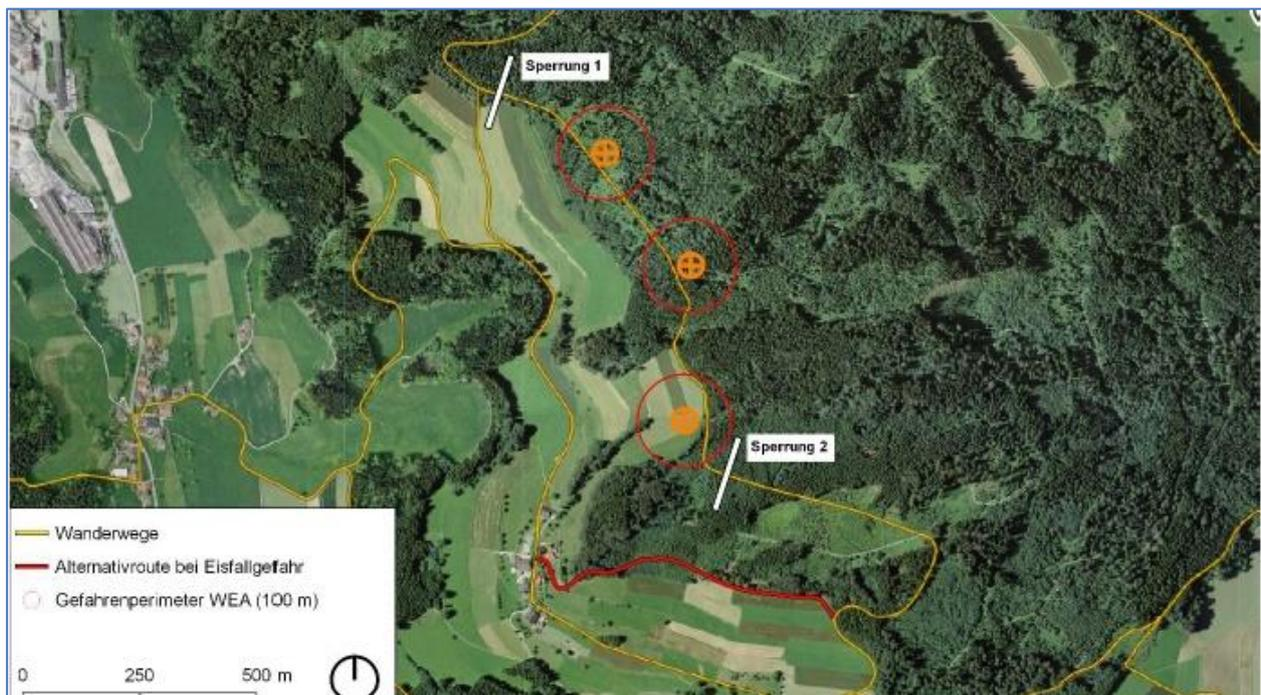 Sperrung 1
Sperrung 2
Wanderwege
Alternativroute bei Eisfallgefahr
Gefahrenperimeter WEA (100 m)
0 250 500 m